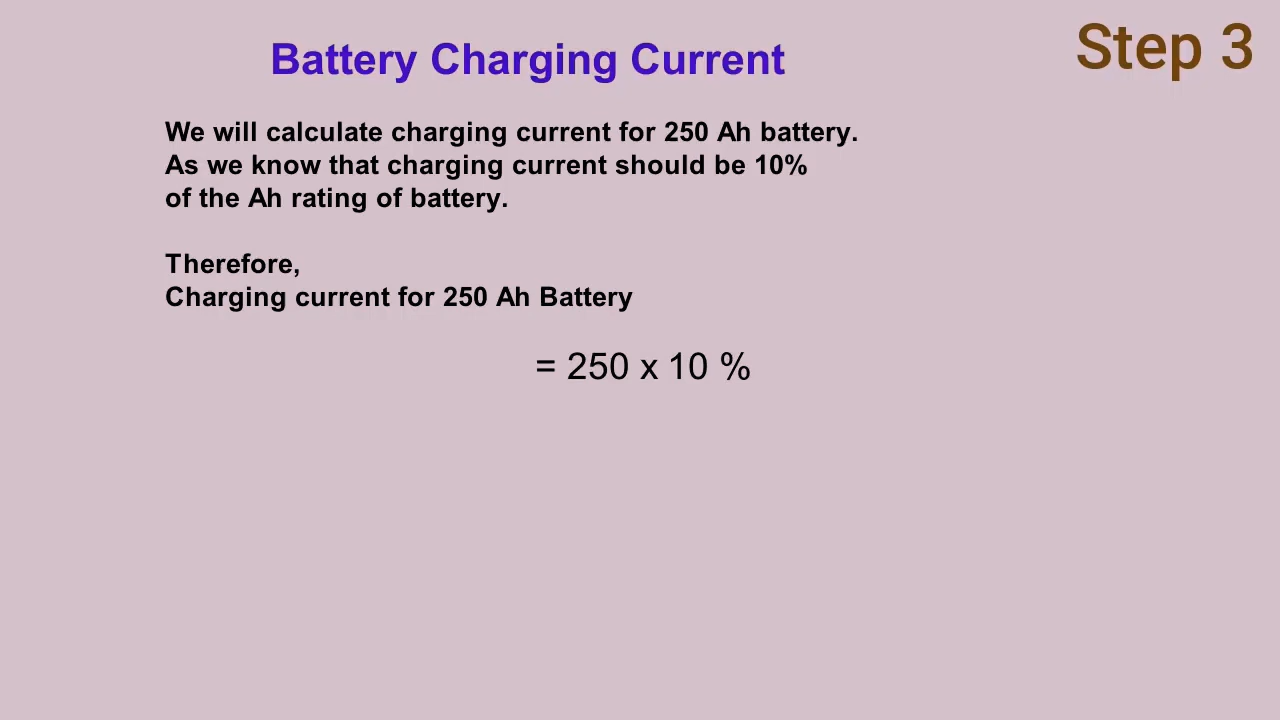 Step 3
Battery Charging Current
We will calculate charging current for 250 Ah battery.
As we know that charging current should be 10%
of the Ah rating of battery.
Therefore,
Charging current for 250 Ah Battery
= 250 x 10 %